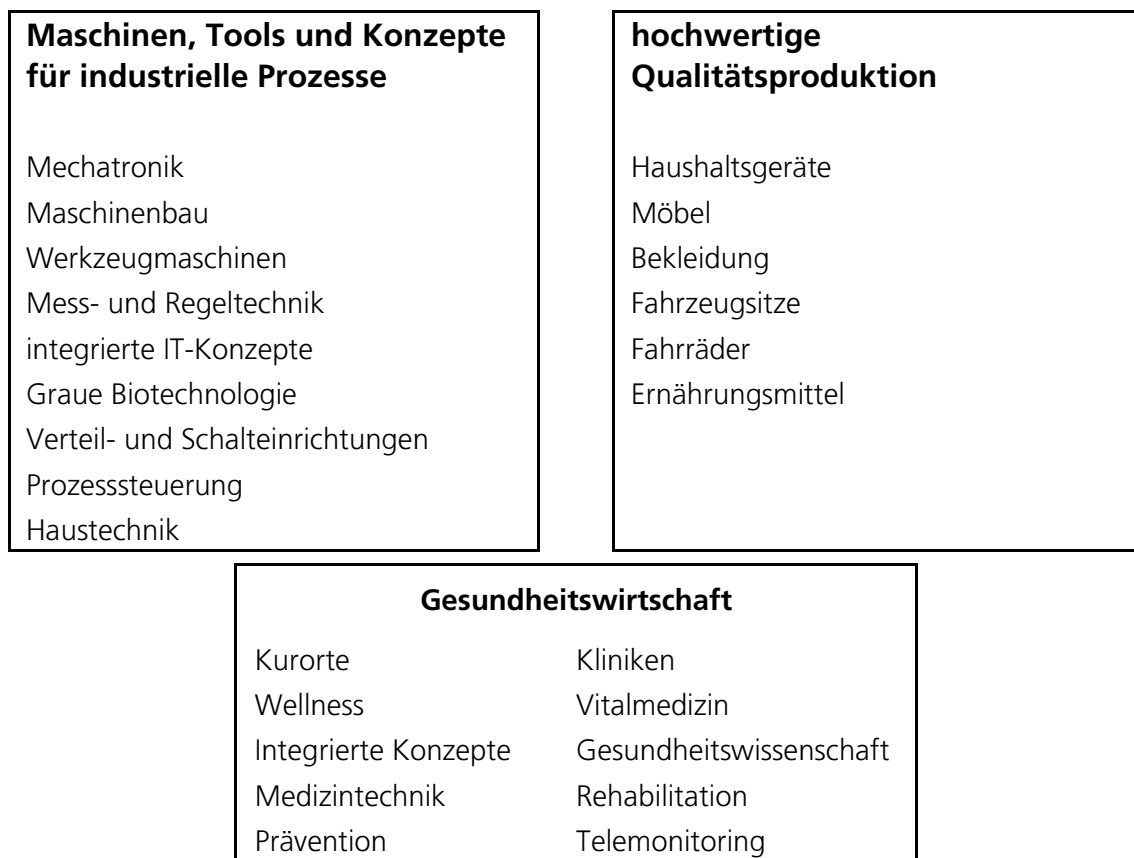 Maschinen, Tools und Konzepte
für industrielle Prozesse
Mechatronik
Maschinenbau
Werkzeugmaschinen
Mess- und Regeltechnik
integrierte IT-Konzepte
Graue Biotechnologie
Verteil- und Schalteinrichtungen
Prozesssteuerung
Haustechnik
hochwertige
Qualitätsproduktion
Haushaltsgeräte
Möbel
Bekleidung
Fahrzeugsitze
Fahrräder
Ernährungsmittel
Gesundheitswirtschaft
Kurorte
Wellness
Integrierte Konzepte
Medizintechnik
Prävention
Kliniken
Vitalmedizin
Gesundheitswissenschaft
Rehabilitation
Telemonitoring